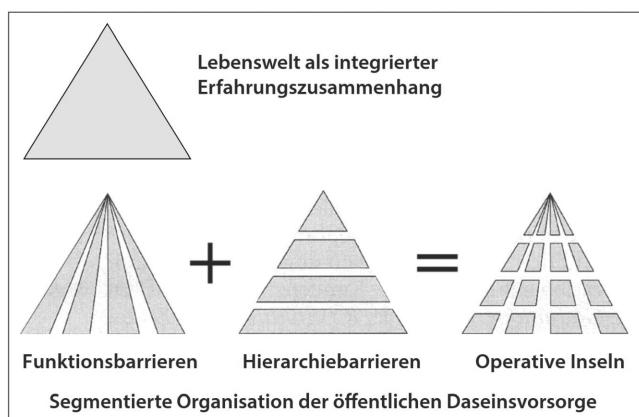 Lebenswelt als integrierter
Erfahrungszusammenhang
+
=
Funktionsbarrieren
Hierarchiebarrieren
Operative Inseln
Segmentierte Organisation der öffentlichen Daseinsvorsorge